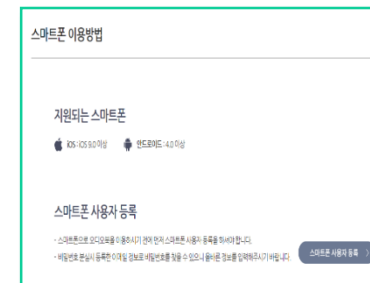 스마트폰 이용방법
지원되는 스마트폰
iOS : iOS 9.0 이상 안드로이드 : 4.0 이상
스마트폰 사용자 등록
- 스마트폰으로 오디오북을 이용하시기 전에 먼저 스마트폰 사용자 등록을 하셔야 합니다.
- 비밀번호 분실시 등록한 이메일 정보로 비밀번호를 찾을 수 있으니 올바른 정보를 입력해주시기 바랍니다.
스마트폰 사용자 등록 >